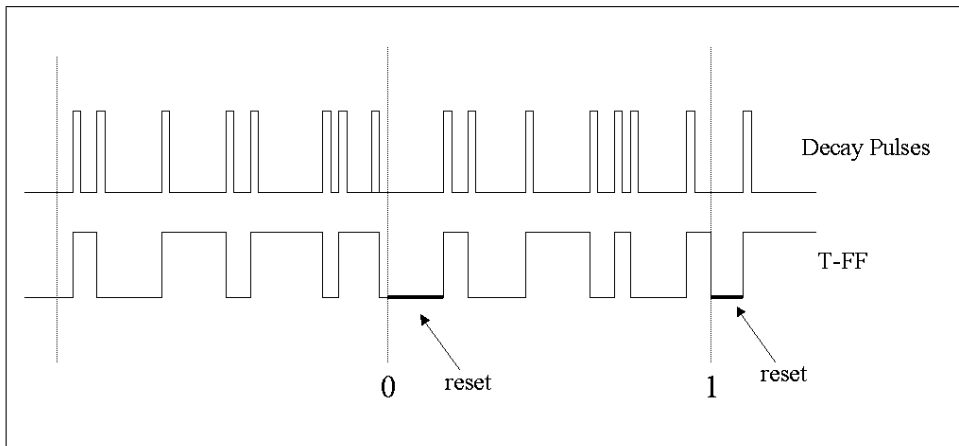 Decay Pulses
T-FF
reset
reset
0
1